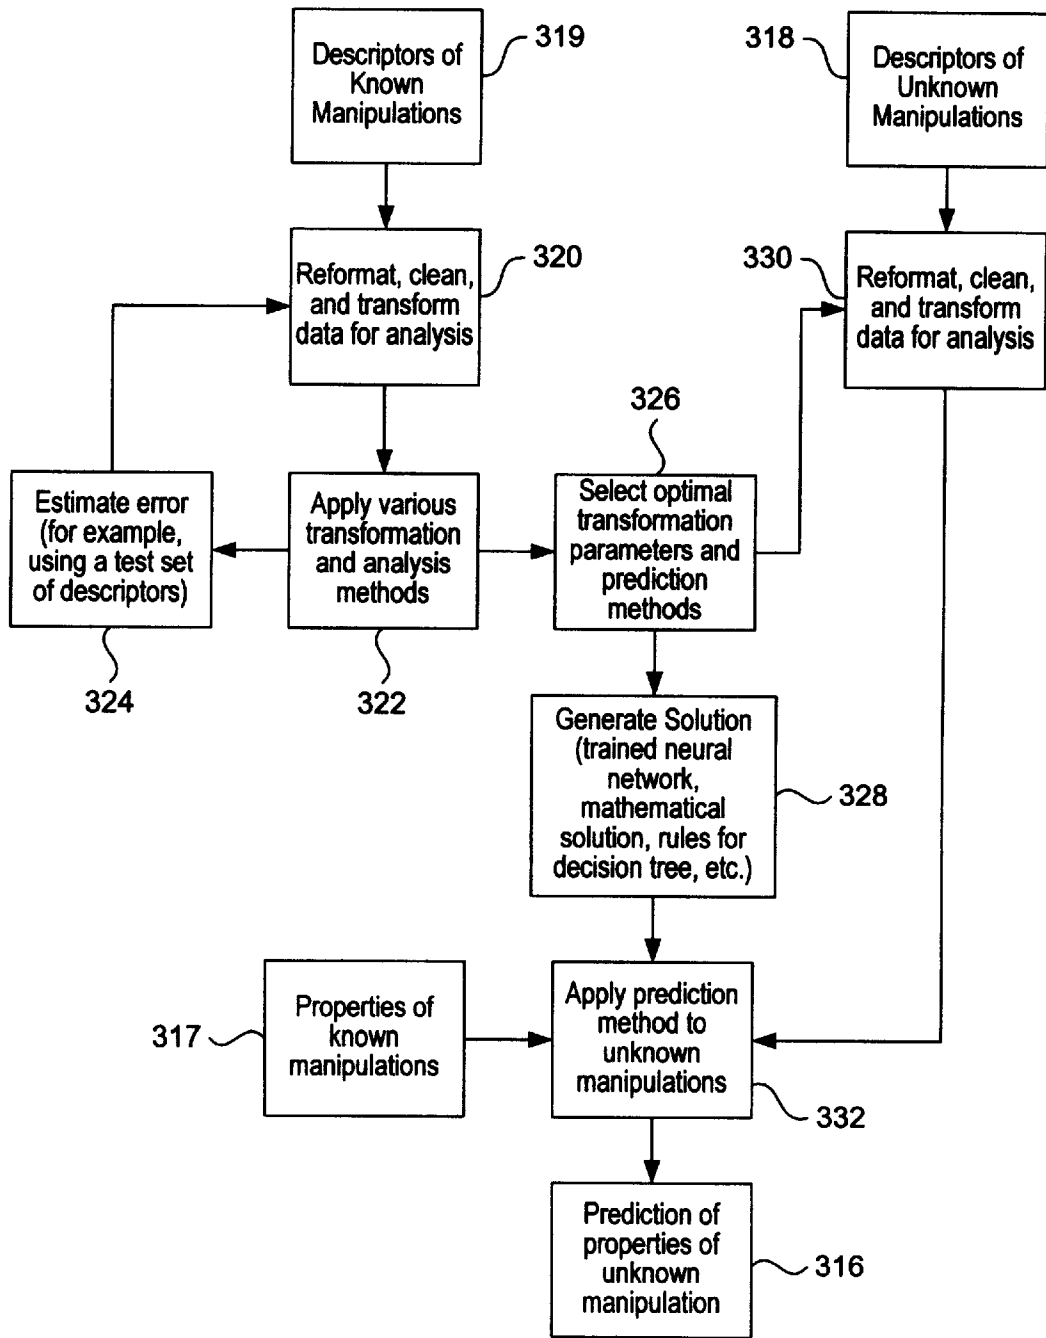 Descriptors of
Known
Manipulations
319
318
Descriptors of
Unknown
Manipulations
Reformat, clean,
and transform
data for analysis
320
330
Reformat, clean,
and transform
data for analysis
326
Estimate error
(for example,
using a test set
of descriptors)
324
Apply various
transformation
and analysis
methods
322
Select optimal
transformation
parameters and
prediction
methods
Generate Solution
(trained neural
network,
mathematical
solution, rules for
decision tree, etc.)
328
317
Properties of
known
manipulations
Apply prediction
method to
unknown
manipulations
332
Prediction of
properties of
unknown
manipulation
316